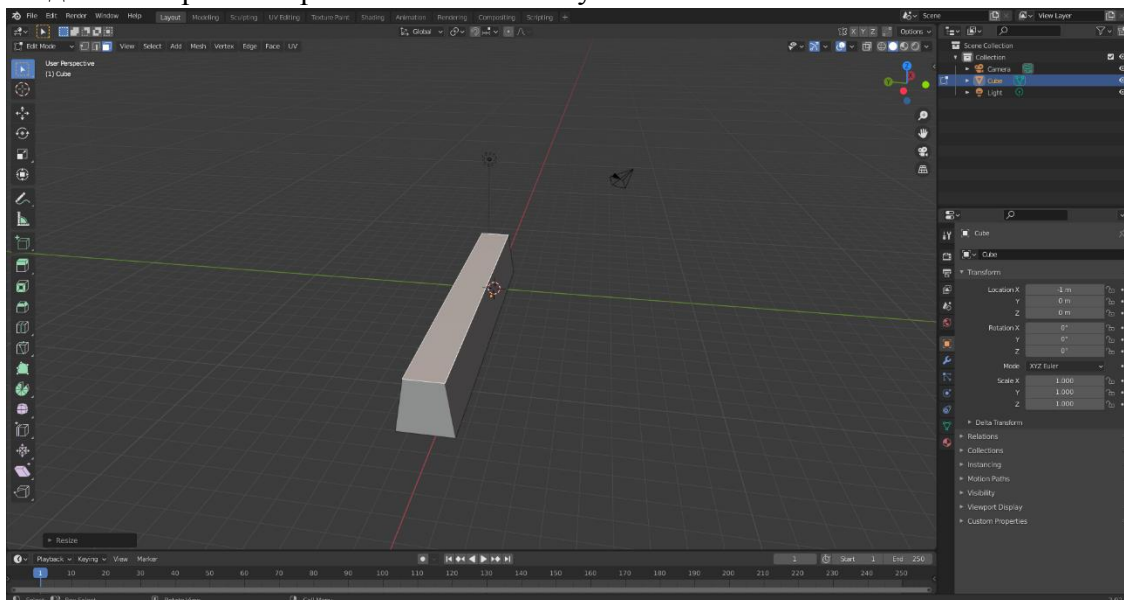 File Edit Render Window Help Layout Modeling Sculpting UV Editing Texture Paint Shading Animation Rendering Compositing Scripting + Scene View Layer
Global X Y Z Options
Edit Mode View Select Add Mesh Vertex Edge Face UV
User Perspective
(1) Cube
Scene Collection
Collection
Camera
Cube
Light
Cube
Cube
Transform
Location X -1 m
Y 0 m
Z 0 m
Rotation X 0°
Y 0°
Z 0°
Mode XYZ Euler
Scale X 1.000
Y 1.000
Z 1.000
Delta Transform
Relations
Collections
Instancing
Motion Paths
Visibility
Viewport Display
Custom Properties
Resize
Playback Keying View Marker 1 Start 1 End 250
1 10 20 30 40 50 60 70 80 90 100 110 120 130 140 150 160 170 180 190 200 210 220 230 240 250